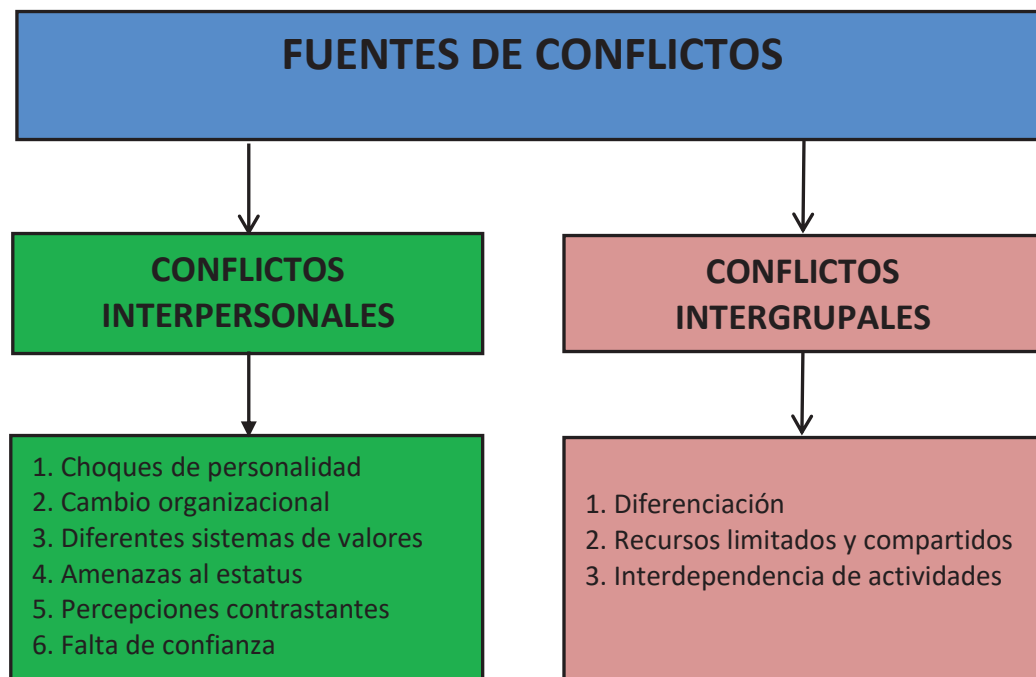 FUENTES DE CONFLICTOS
CONFLICTOS
INTERPERSONALES
1. Choques de personalidad
2. Cambio organizacional
3. Diferentes sistemas de valores
4. Amenazas al estatus
5. Percepciones contrastantes
6. Falta de confianza
CONFLICTOS
INTERGRUPALES
1. Diferenciación
2. Recursos limitados y compartidos
3. Interdependencia de actividades